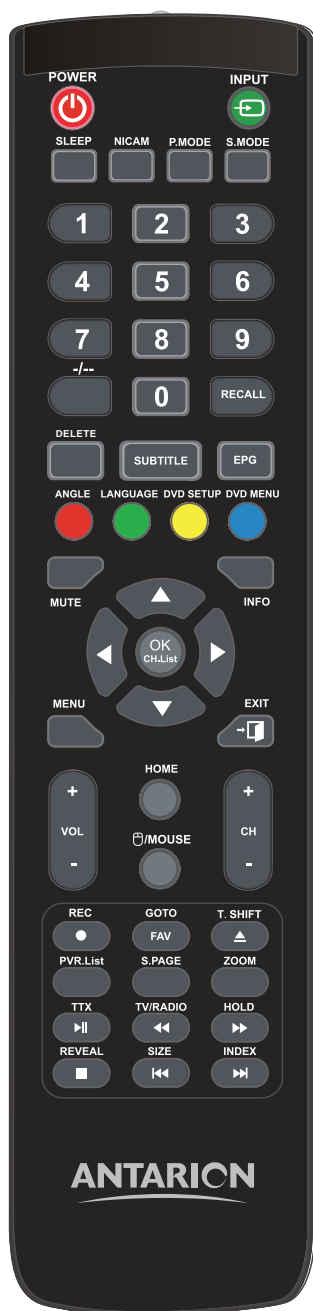 POWER INPUT
SLEEP NICAM P.MODE S.MODE
1 2 3
4 5 6
7 8 9
-/--
0 RECALL
DELETE
SUBTITLE EPG
ANGLE LANGUAGE DVD SETUP DVD MENU
MUTE INFO
OK
CH.List
MENU EXIT
HOME
+ +
VOL CH
/MOUSE
- -
REC GOTO T. SHIFT
FAV
PVR.List S.PAGE ZOOM
TTX TV/RADIO HOLD
REVEAL SIZE INDEX
ANTARION